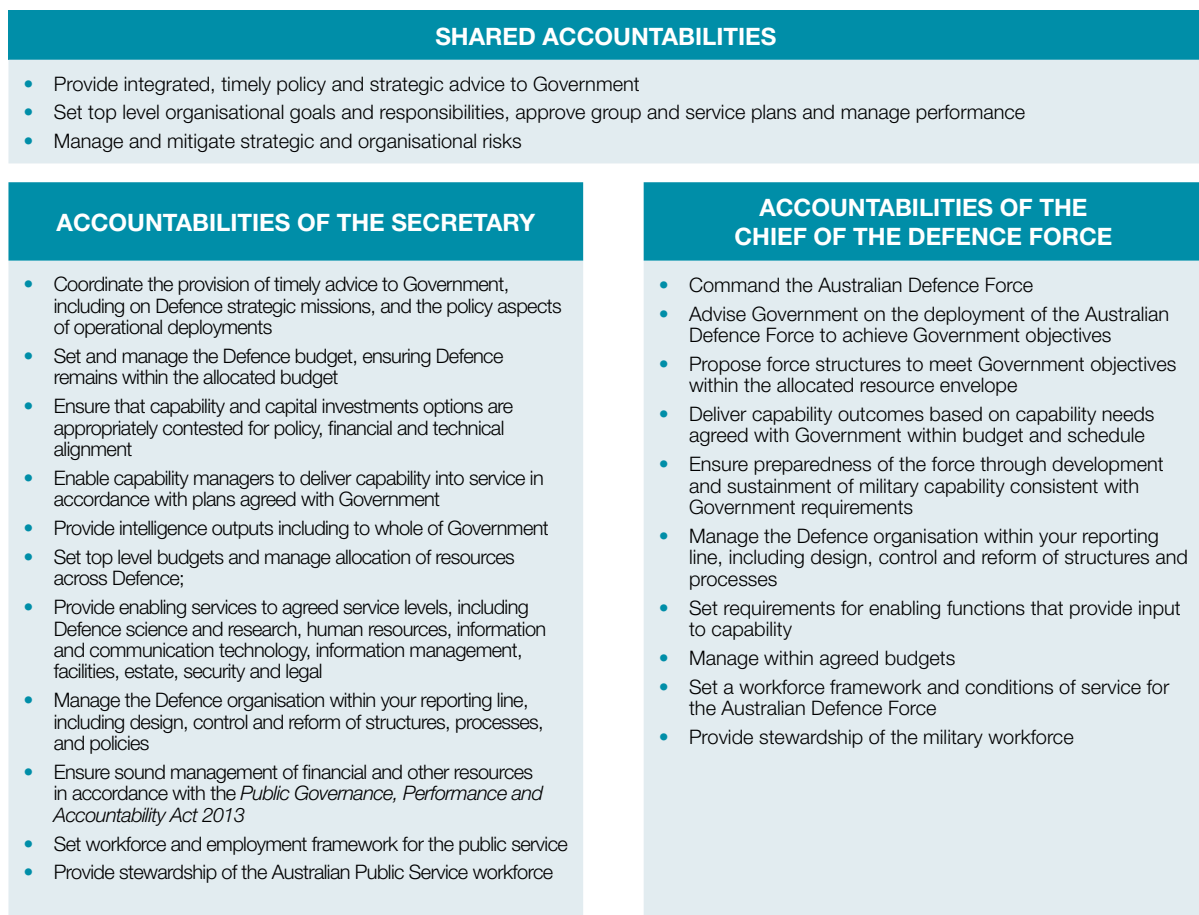 SHARED ACCOUNTABILITIES
• Provide integrated, timely policy and strategic advice to Government
• Set top level organisational goals and responsibilities, approve group and service plans and manage performance
• Manage and mitigate strategic and organisational risks
ACCOUNTABILITIES OF THE SECRETARY
• Coordinate the provision of timely advice to Government,
including on Defence strategic missions, and the policy aspects
of operational deployments
• Set and manage the Defence budget, ensuring Defence
remains within the allocated budget
• Ensure that capability and capital investments options are
appropriately contested for policy, financial and technical
alignment
• Enable capability managers to deliver capability into service in
accordance with plans agreed with Government
• Provide intelligence outputs including to whole of Government
• Set top level budgets and manage allocation of resources
across Defence;
• Provide enabling services to agreed service levels, including
Defence science and research, human resources, information
and communication technology, information management,
facilities, estate, security and legal
• Manage the Defence organisation within your reporting line,
including design, control and reform of structures, processes,
and policies
• Ensure sound management of financial and other resources
in accordance with the Public Governance, Performance and
Accountability Act 2013
• Set workforce and employment framework for the public service
• Provide stewardship of the Australian Public Service workforce
ACCOUNTABILITIES OF THE
CHIEF OF THE DEFENCE FORCE
• Command the Australian Defence Force
• Advise Government on the deployment of the Australian
Defence Force to achieve Government objectives
• Propose force structures to meet Government objectives
within the allocated resource envelope
• Deliver capability outcomes based on capability needs
agreed with Government within budget and schedule
• Ensure preparedness of the force through development
and sustainment of military capability consistent with
Government requirements
• Manage the Defence organisation within your reporting
line, including design, control and reform of structures and
processes
• Set requirements for enabling functions that provide input
to capability
• Manage within agreed budgets
• Set a workforce framework and conditions of service for
the Australian Defence Force
• Provide stewardship of the military workforce